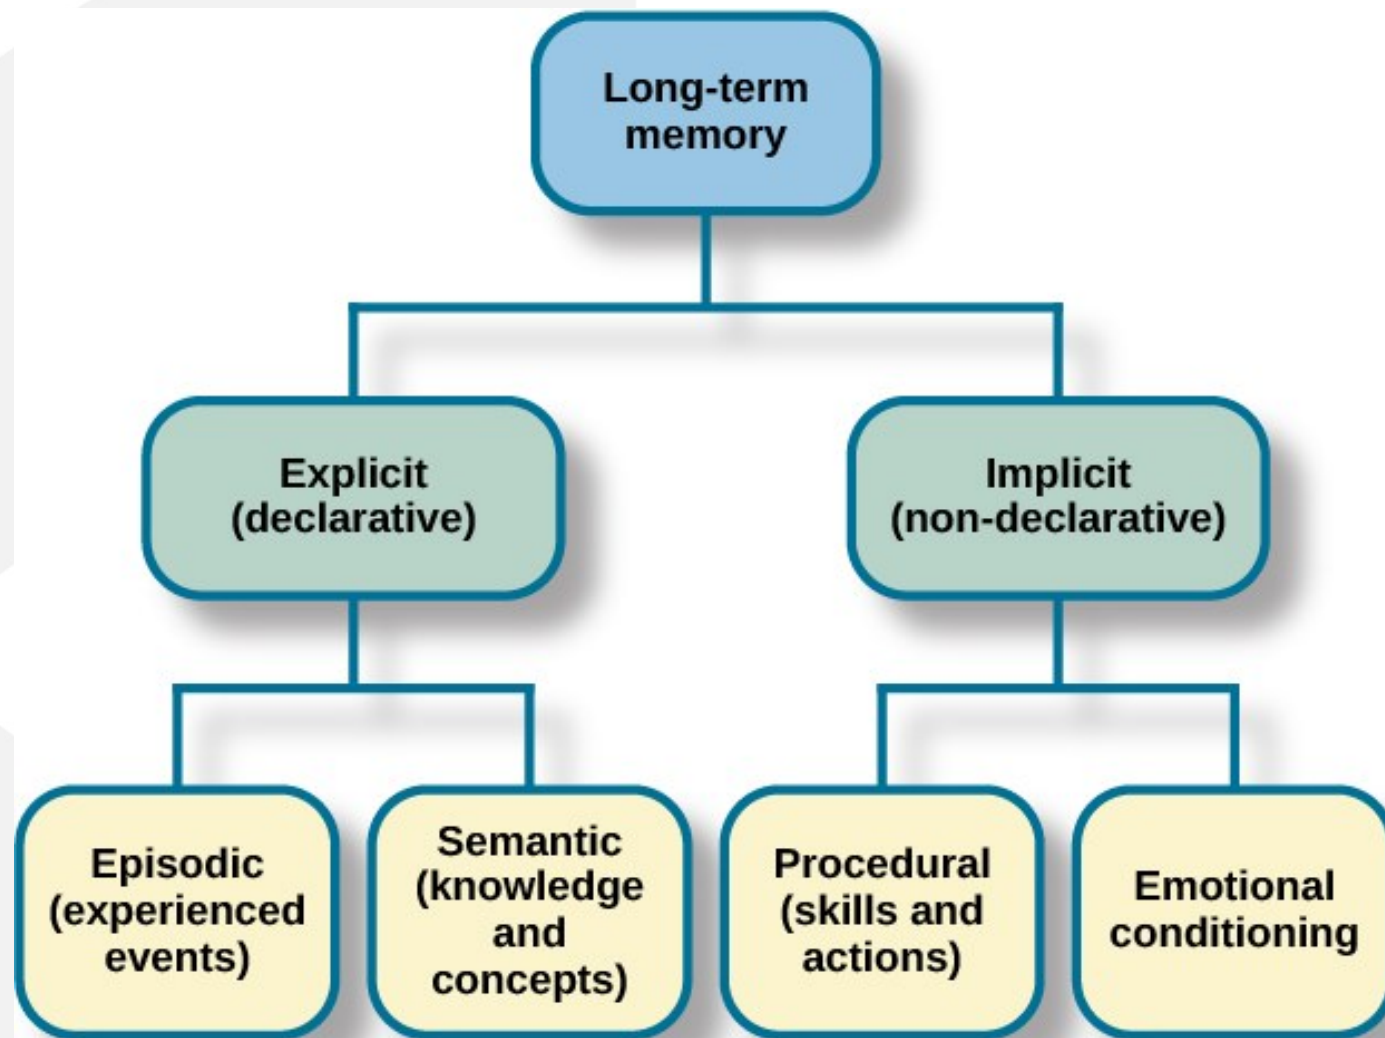 Long-term
memory
Explicit
(declarative)
Implicit
(non-declarative)
Episodic
(experienced
events)
Semantic
(knowledge
and
concepts)
Procedural
(skills and
actions)
Emotional
conditioning